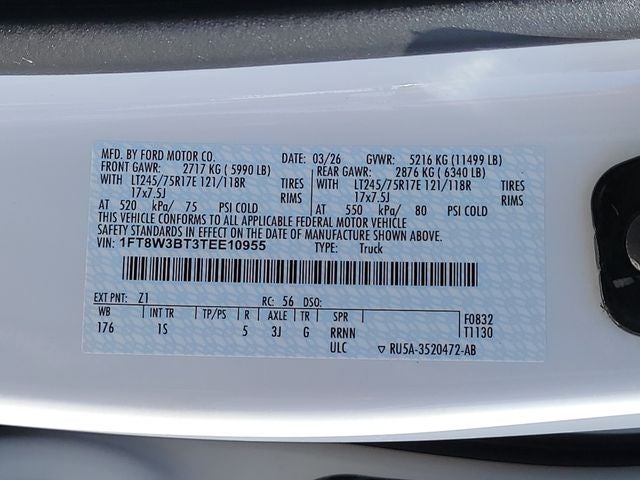 MFD. BY FORD MOTOR CO. DATE: 03/26 GVWR: 5216 KG (11499 LB)
FRONT GAWR: 2717 KG ( 5990 LB) REAR GAWR: 2876 KG ( 6340 LB)
WITH LT245/75R17E 121/118R TIRES WITH LT245/75R17E 121/118R TIRES
17x7.5J RIMS 17x7.5J RIMS
AT 520 kPa/ 75 PSI COLD AT 550 kPa/ 80 PSI COLD
THIS VEHICLE CONFORMS TO ALL APPLICABLE FEDERAL MOTOR VEHICLE
SAFETY STANDARDS IN EFFECT ON THE DATE OF MANUFACTURE SHOWN ABOVE.
VIN: 1FT8W3BT3TEE10955 TYPE: Truck
EXT PNT: Z1 RC: 56 DSO:
WB INT TR TP/PS R AXLE TR SPR F0832
176 1S 5 3J G RRNN T1130
ULC ▽ RU5A-3520472-AB